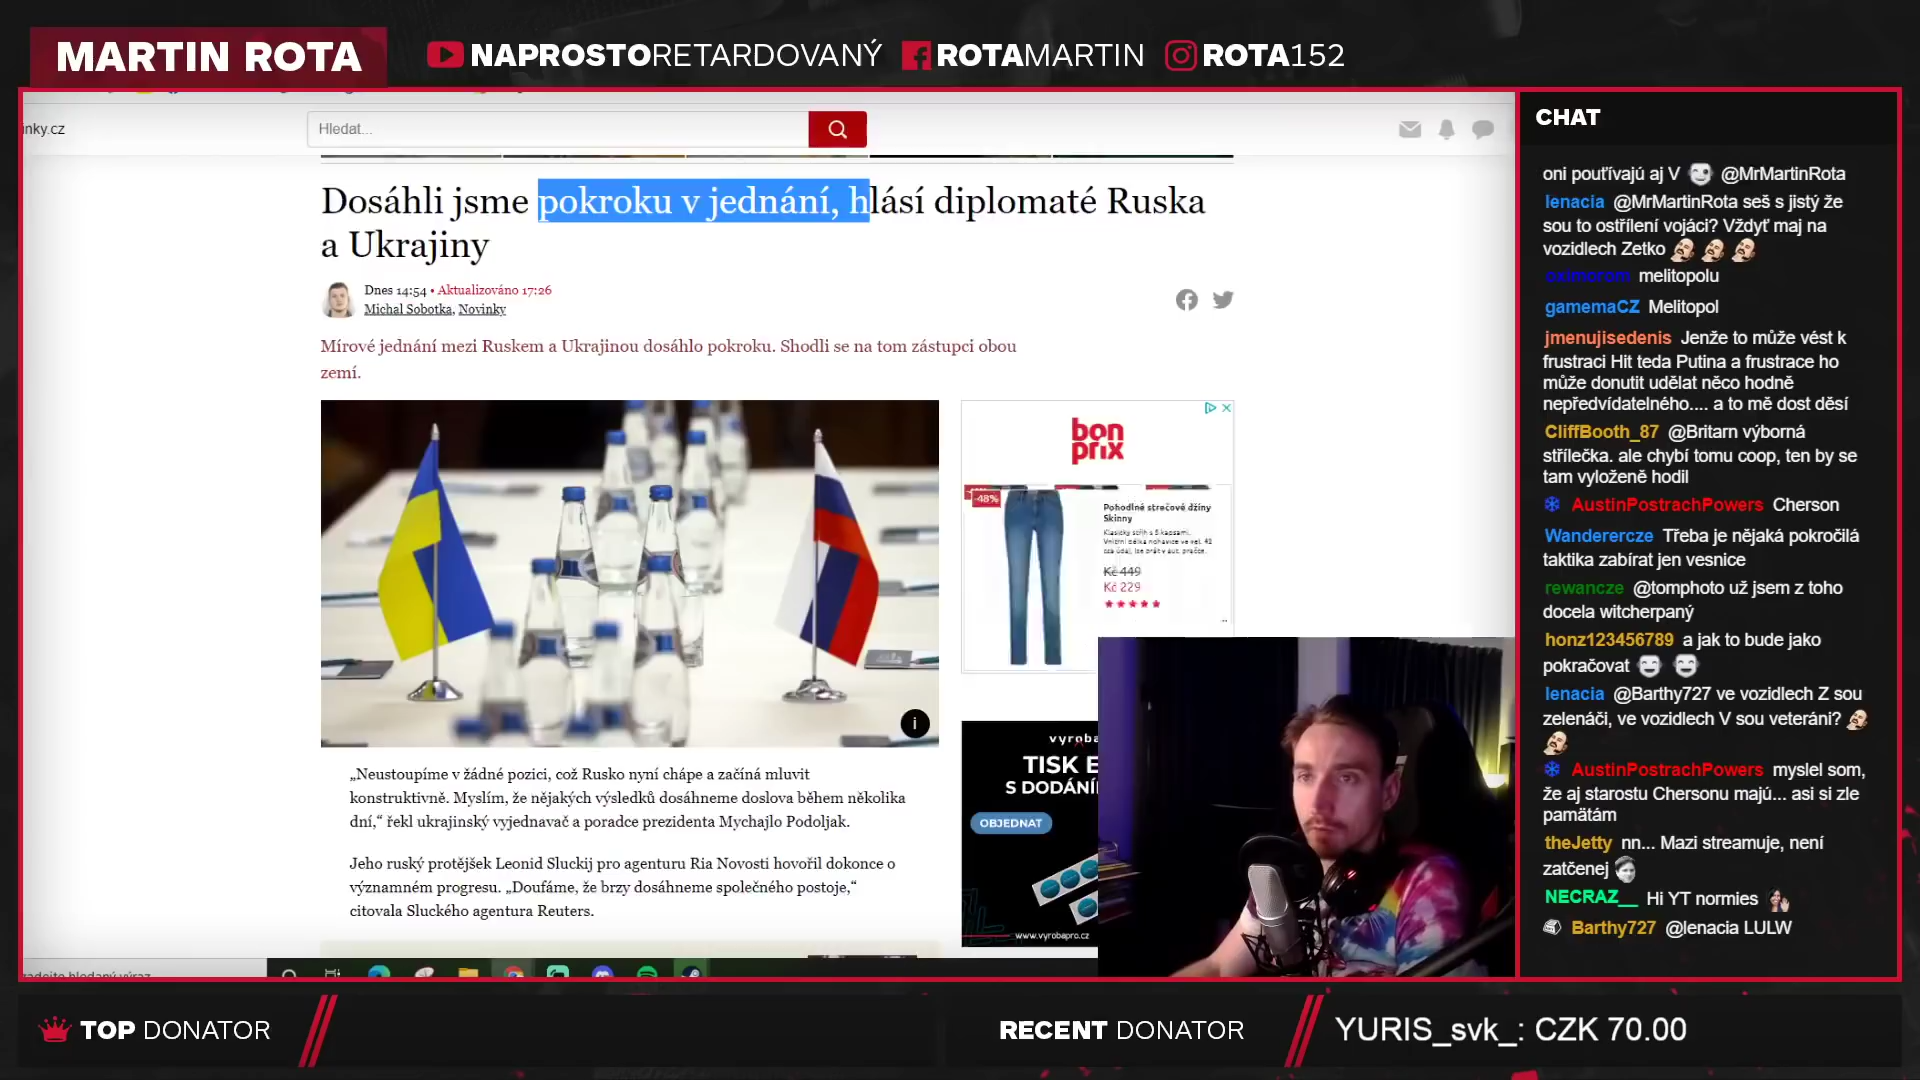 MARTIN ROTA
NAPROSTORETARDOVANÝ
ROTAMARTIN
ROTA152
inky.cz
Hledat...
Dosáhli jsme pokroku v jednání, hlásí diplomaté Ruska
a Ukrajiny
Dnes 14:54 • Aktualizováno 17:26
Michal Sobotka, Novinky
Mírové jednání mezi Ruskem a Ukrajinou dosáhlo pokroku. Shodli se na tom zástupci obou
zemí.
„Neustoupíme v žádné pozici, což Rusko nyní chápe a začíná mluvit
konstruktivně. Myslím, že nějakých výsledků dosáhneme doslova během několika
dní,“ řekl ukrajinský vyjednavač a poradce prezidenta Mychajlo Podoljak.
Jeho ruský protějšek Leonid Sluckij pro agenturu Ria Novosti hovořil dokonce o
významném progresu. „Doufáme, že brzy dosáhneme společného postoje,“
citovala Sluckého agentura Reuters.
bon
prix
-48%
Pohodlné strečové džíny
Skinny
Kč 449
Kč 229
vyroba
TISK E
S DODÁNÍ
OBJEDNAT
www.vyrobapro.cz
zadejte hledaný výraz
CHAT
oni pouťívajú aj V @MrMartinRota
lenacia @MrMartinRota seš s jistý že
sou to ostřílení vojáci? Vždyť maj na
vozidlech Zetko
oximorom melitopolu
gamemaCZ Melitopol
jmenujisedenis Jenže to může vést k
frustraci Hit teda Putina a frustrace ho
může donutit udělat něco hodně
nepředvídatelného.... a to mě dost děsí
CliffBooth_87 @Britarn výborná
střílečka. ale chybí tomu coop, ten by se
tam vyloženě hodil
AustinPostrachPowers Cherson
Wanderercze Třeba je nějaká pokročilá
taktika zabírat jen vesnice
rewancze @tomphoto už jsem z toho
docela witcherpaný
honz123456789 a jak to bude jako
pokračovat
lenacia @Barthy727 ve vozidlech Z sou
zelenáči, ve vozidlech V sou veteráni?
AustinPostrachPowers myslel som,
že aj starostu Chersonu majú... asi si zle
pamätám
theJetty nn... Mazi streamuje, není
zatčenej
NECRAZ__ Hi YT normies
Barthy727 @lenacia LULW
TOP DONATOR
RECENT DONATOR
YURIS_svk_: CZK 70.00